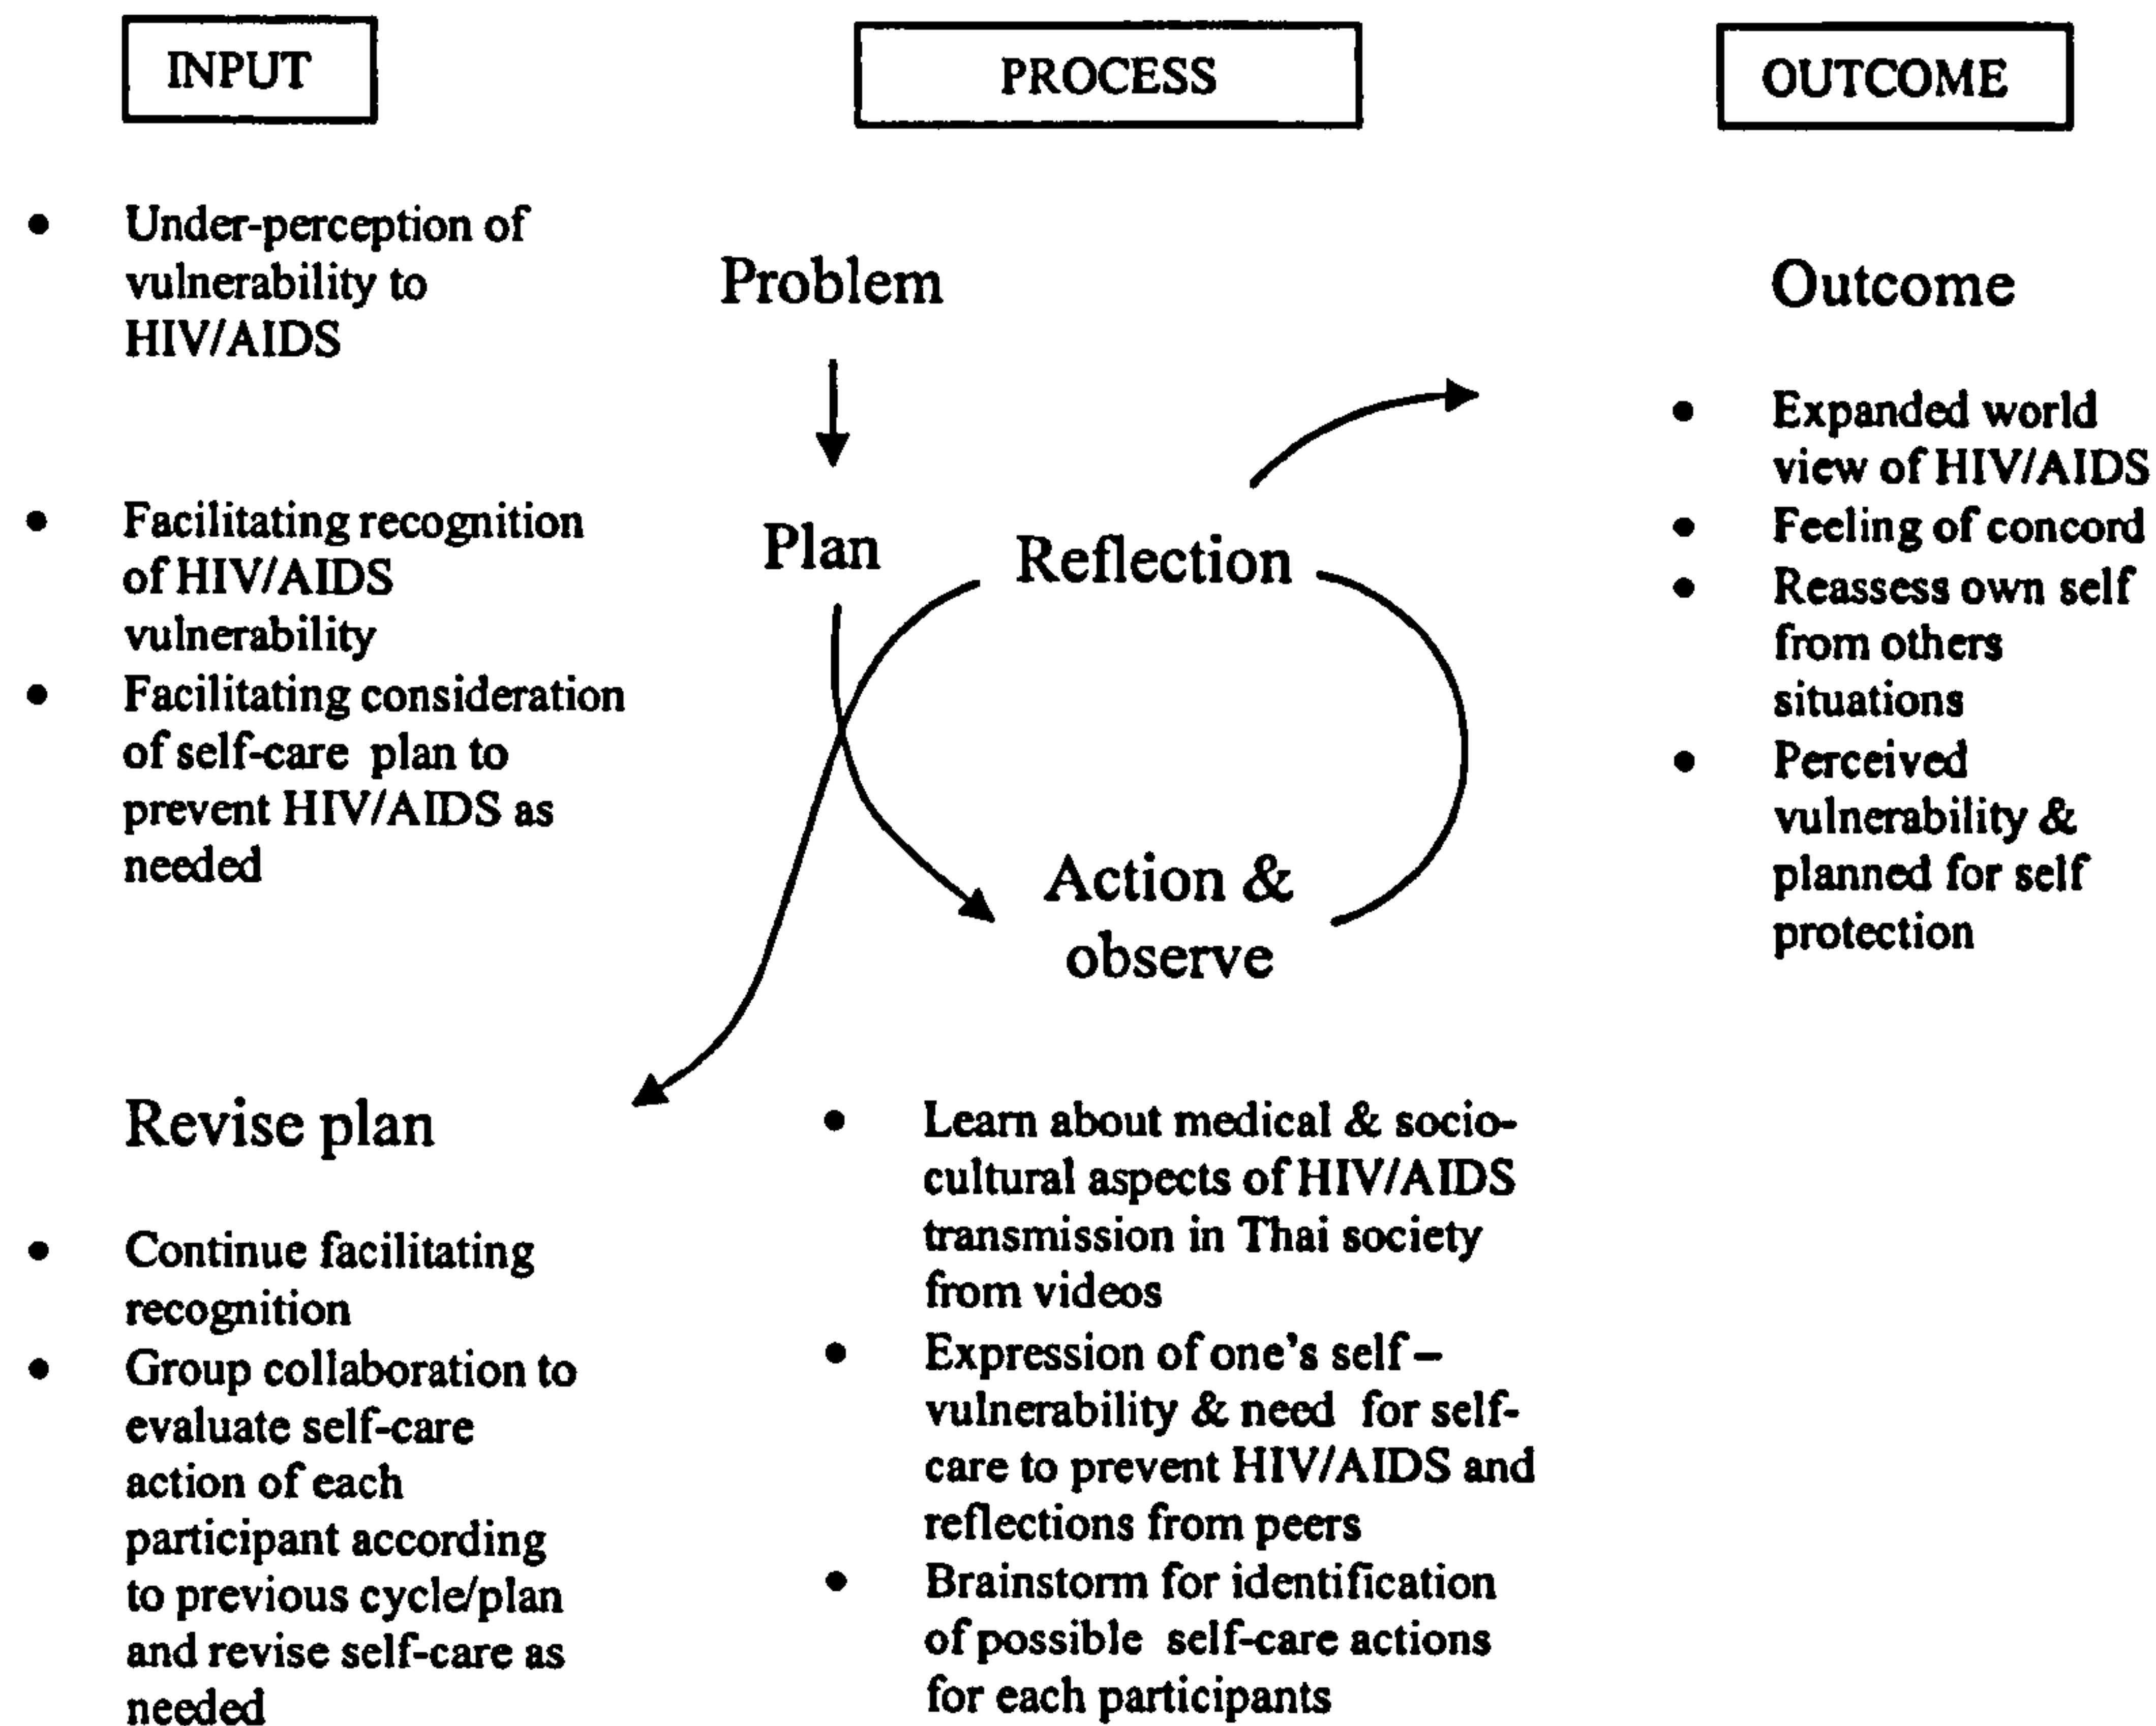 INPUT
PROCESS
OUTCOME
Under-perception of
vulnerability to
HIV/AIDS
Problem
Outcome
Facilitating recognition
of HIV/AIDS
vulnerability
Facilitating consideration
of self-care plan to
prevent HIV/AIDS as
needed
Plan
Reflection
Action &
observe
Expanded world
view of HIV/AIDS
Feeling of concord
Reassess own self
from others
situations
Perceived
vulnerability &
planned for self
protection
Revise plan
Continue facilitating
recognition
Group collaboration to
evaluate self-care
action of each
participant according
to previous cycle/plan
and revise self-care as
needed
Learn about medical & socio-
cultural aspects of HIV/AIDS
transmission in Thai society
from videos
Expression of one's self –
vulnerability & need for self-
care to prevent HIV/AIDS and
reflections from peers
Brainstorm for identification
of possible self-care actions
for each participants